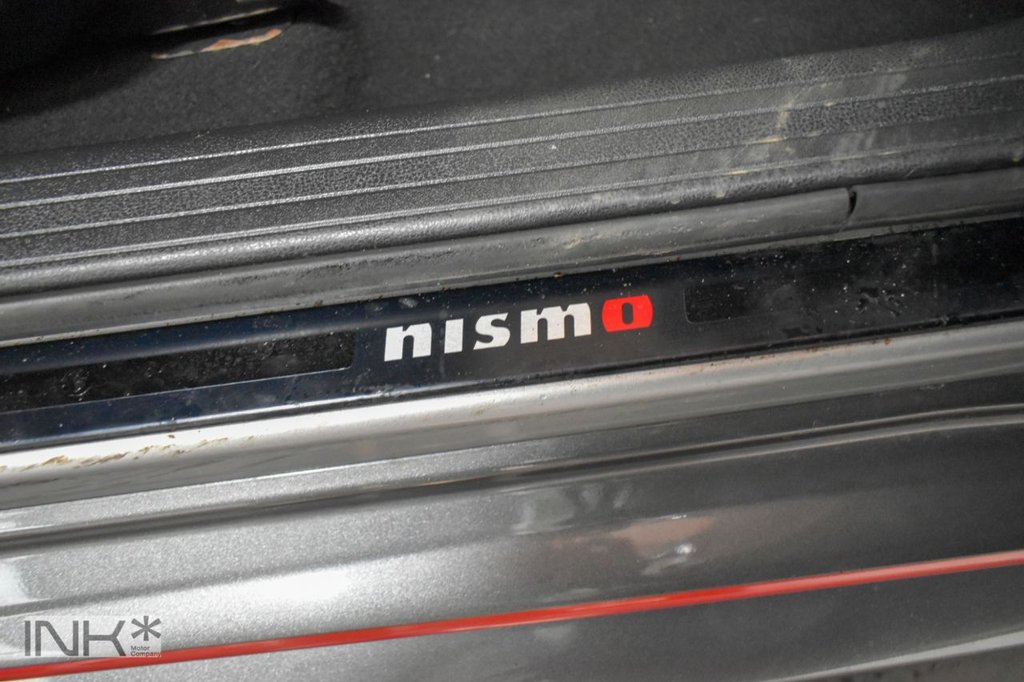 nismo
INK*
Motor
Company